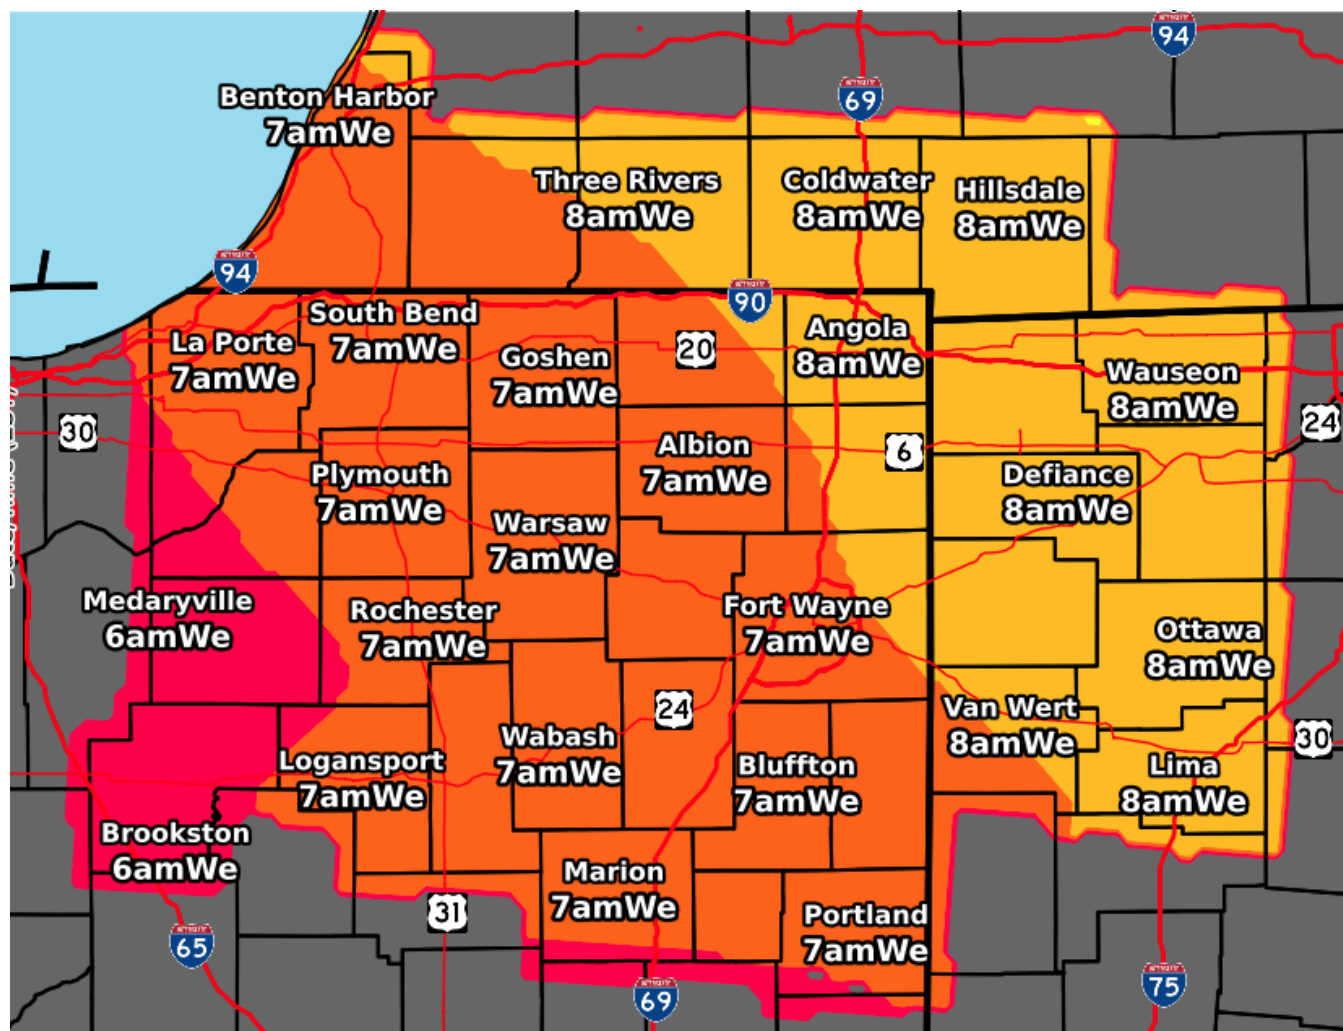 94
69
Benton Harbor
7amWe
Three Rivers
8amWe
Coldwater
8amWe
Hillsdale
8amWe
94
90
La Porte
7amWe
South Bend
7amWe
Goshen
7amWe
20
Angola
8amWe
Wauseon
8amWe
30
24
Plymouth
7amWe
Albion
7amWe
6
Defiance
8amWe
Warsaw
7amWe
Medaryville
6amWe
Rochester
7amWe
Fort Wayne
7amWe
Ottawa
8amWe
24
Van Wert
8amWe
30
Logansport
7amWe
Wabash
7amWe
Bluffton
7amWe
Lima
8amWe
Brookston
6amWe
Marion
7amWe
31
Portland
7amWe
65
69
75